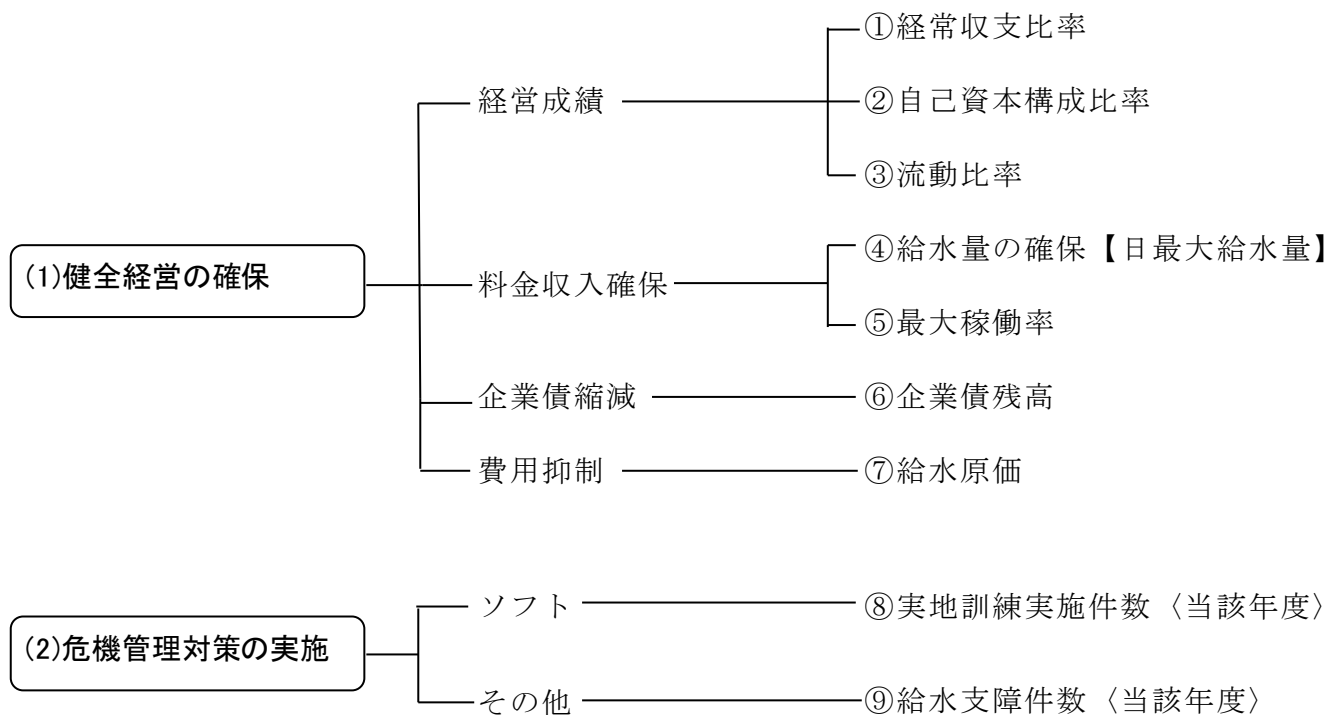 ①経常収支比率
経営成績
②自己資本構成比率
③流動比率
(1)健全経営の確保
料金収入確保
④給水量の確保【日最大給水量】
⑤最大稼働率
企業債縮減
⑥企業債残高
費用抑制
⑦給水原価
(2)危機管理対策の実施
ソフト
⑧実地訓練実施件数〈当該年度〉
その他
⑨給水支障件数〈当該年度〉